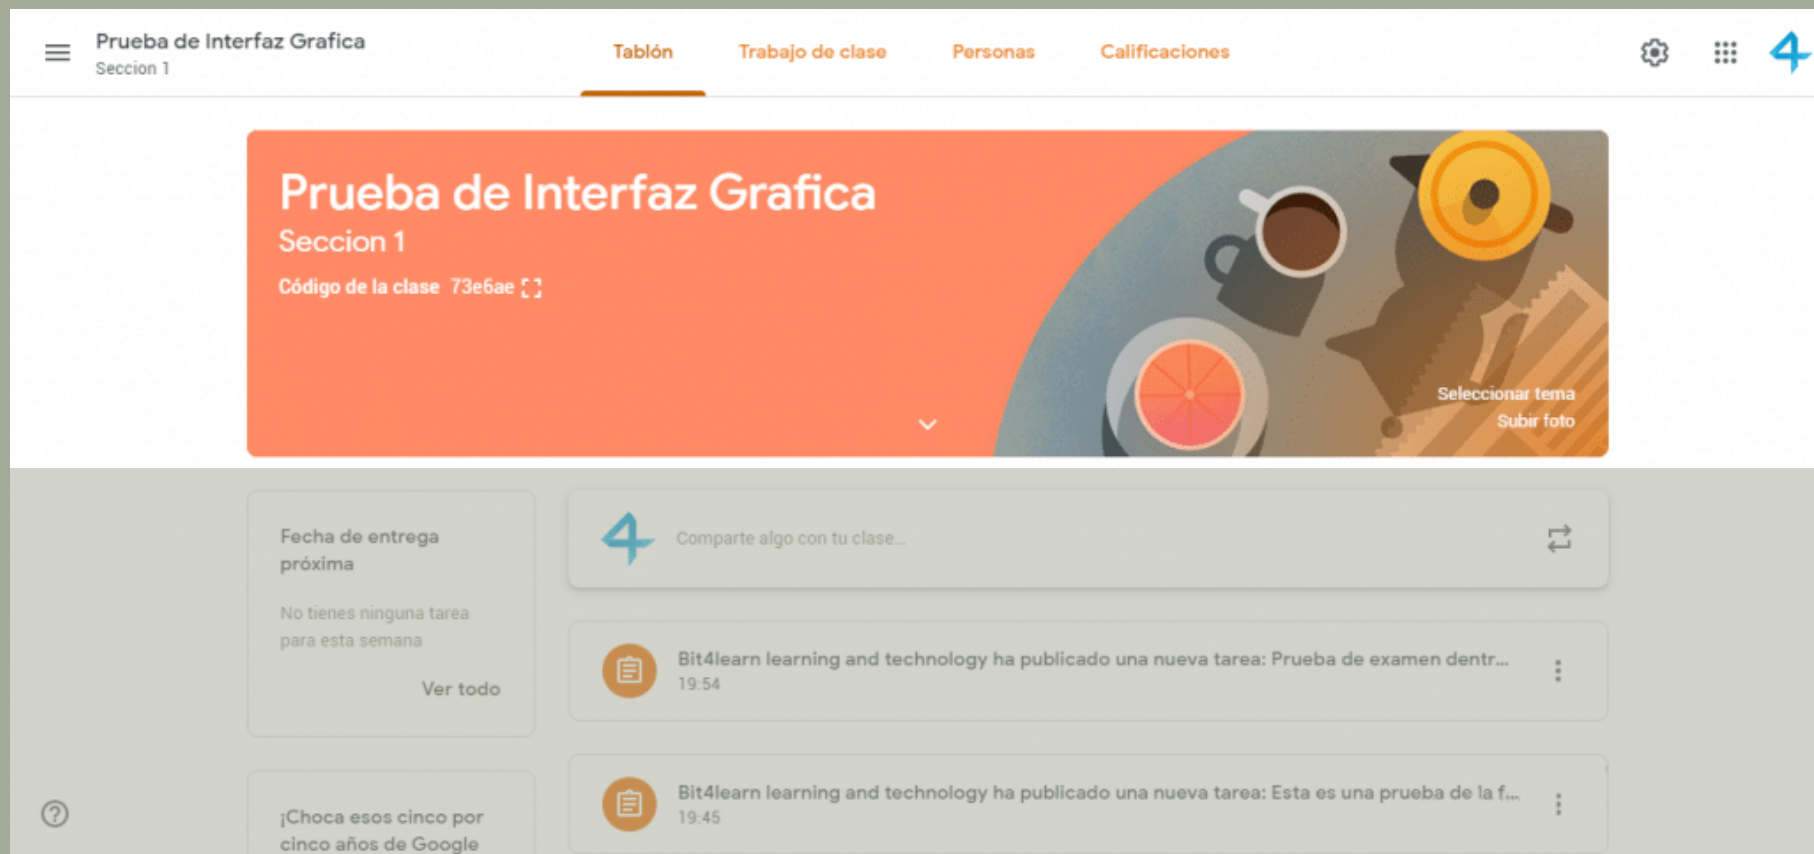 Prueba de Interfaz Grafica
Seccion 1
Tablón
Trabajo de clase
Personas
Calificaciones
Prueba de Interfaz Grafica
Seccion 1
Código de la clase 73e6ae
Seleccionar tema
Subir foto
Fecha de entrega
próxima
No tienes ninguna tarea
para esta semana
Ver todo
Comparte algo con tu clase...
Bit4learn learning and technology ha publicado una nueva tarea: Prueba de examen dentr...
19:54
Bit4learn learning and technology ha publicado una nueva tarea: Esta es una prueba de la f...
19:45
¡Choca esos cinco por
cinco años de Google